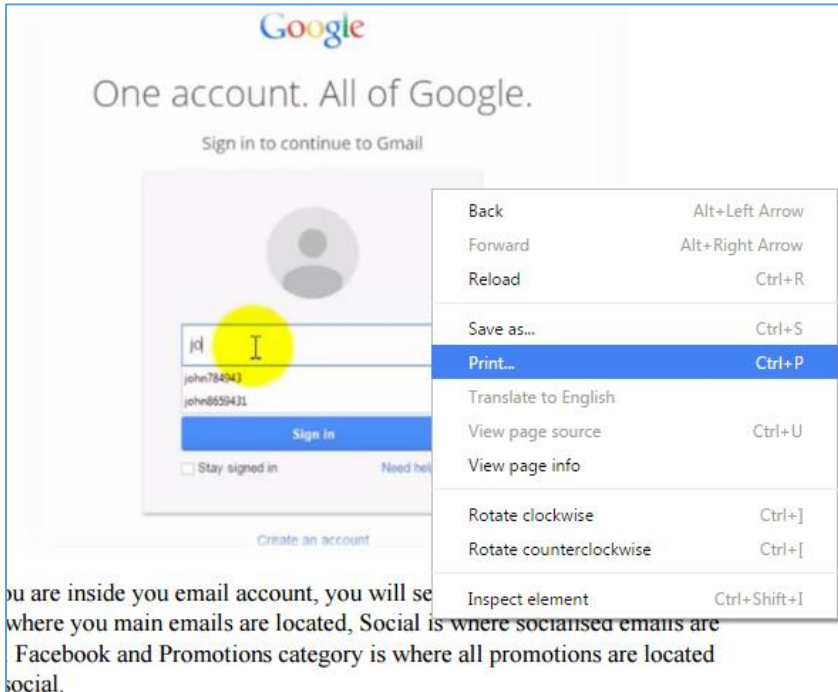 Google
One account. All of Google.
Sign in to continue to Gmail
jo
john784943
john8659431
Sign in
Stay signed in
Need
Create an account
Back Alt+Left Arrow
Forward Alt+Right Arrow
Reload Ctrl+R
Save as... Ctrl+S
Print... Ctrl+P
Translate to English
View page source Ctrl+U
View page info
Rotate clockwise Ctrl+]
Rotate counterclockwise Ctrl+[
Inspect element Ctrl+Shift+I
ou are inside you email account, you will se
where you main emails are located, Social is where socialised emails are
Facebook and Promotions category is where all promotions are located
social.